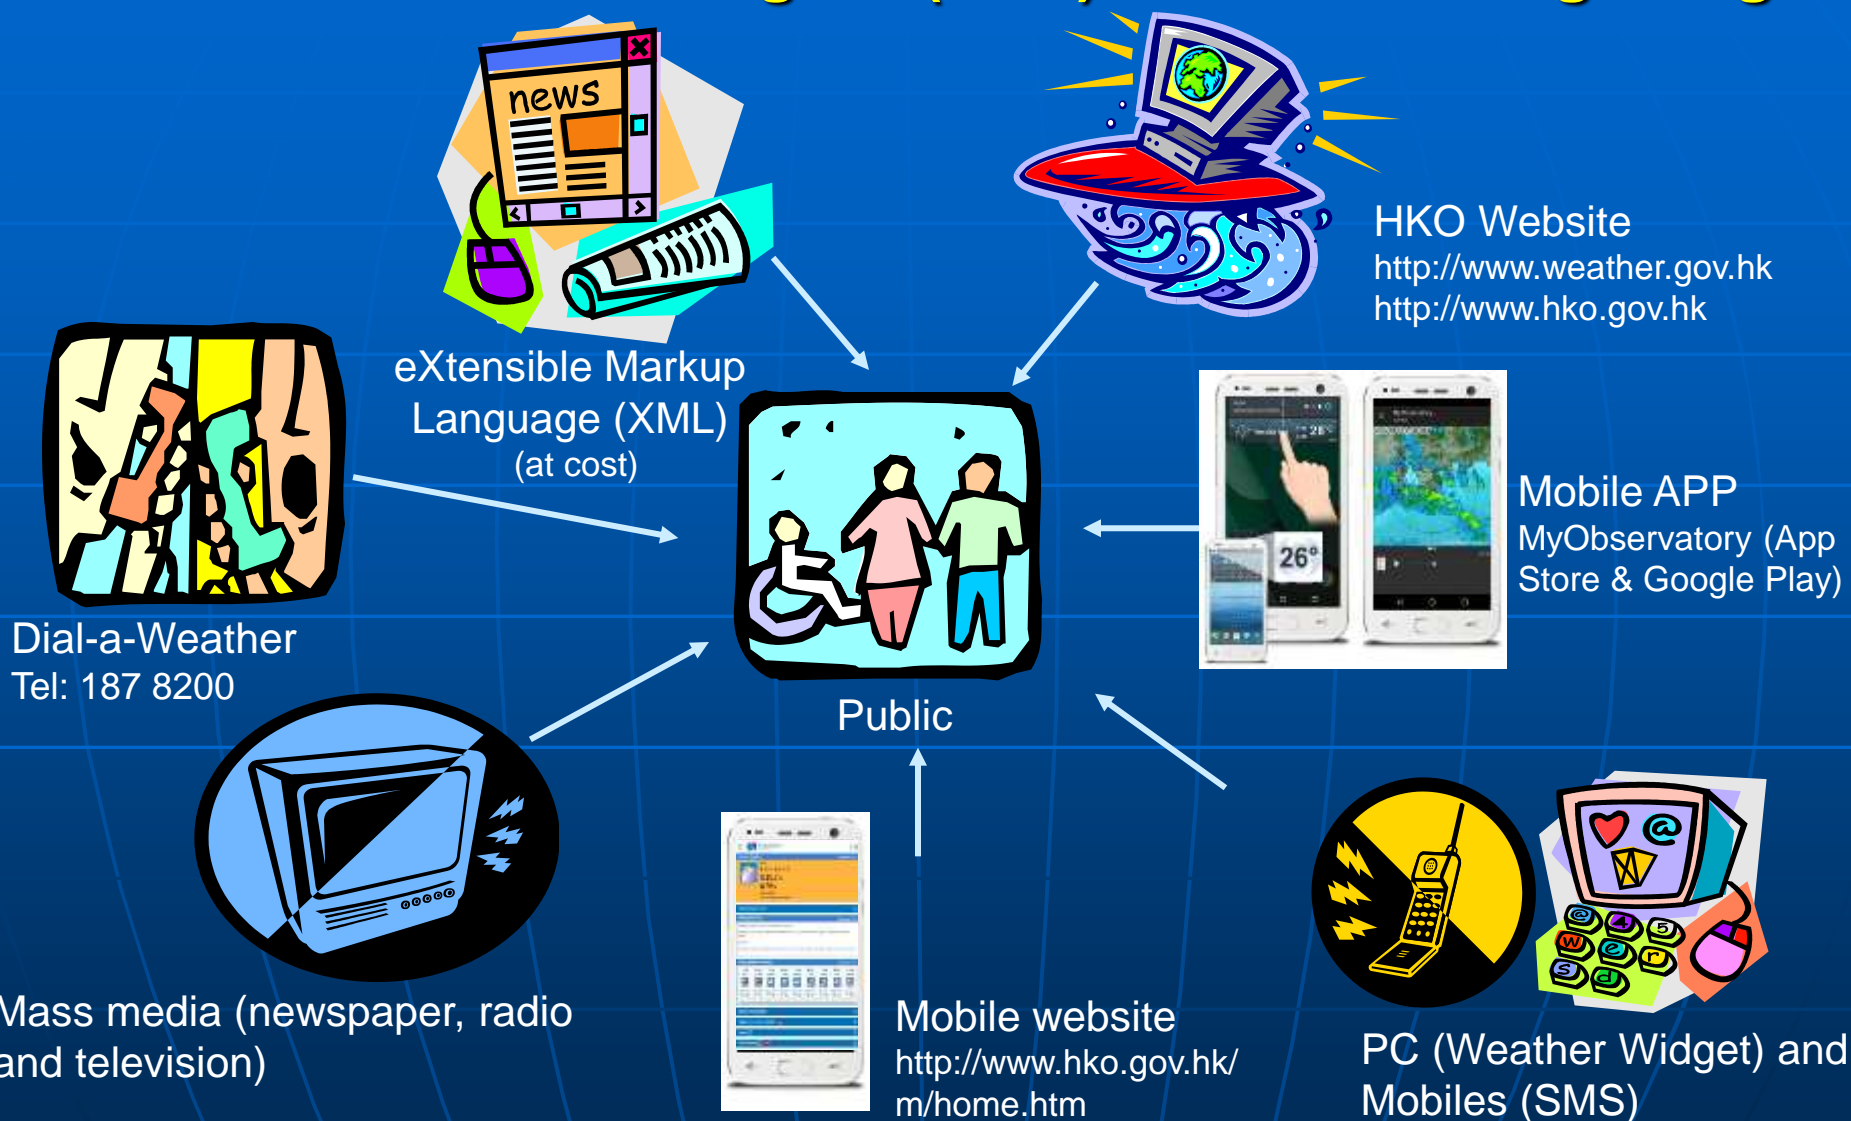 news
HKO Website
http://www.weather.gov.hk
http://www.hko.gov.hk
eXtensible Markup
Language (XML)
(at cost)
26°
Mobile APP
MyObservatory (App
Store & Google Play)
Dial-a-Weather
Tel: 187 8200
Public
Mass media (newspaper, radio
and television)
Mobile website
http://www.hko.gov.hk/
m/home.htm
@
@ A 5
w e r
s d
PC (Weather Widget) and
Mobiles (SMS)